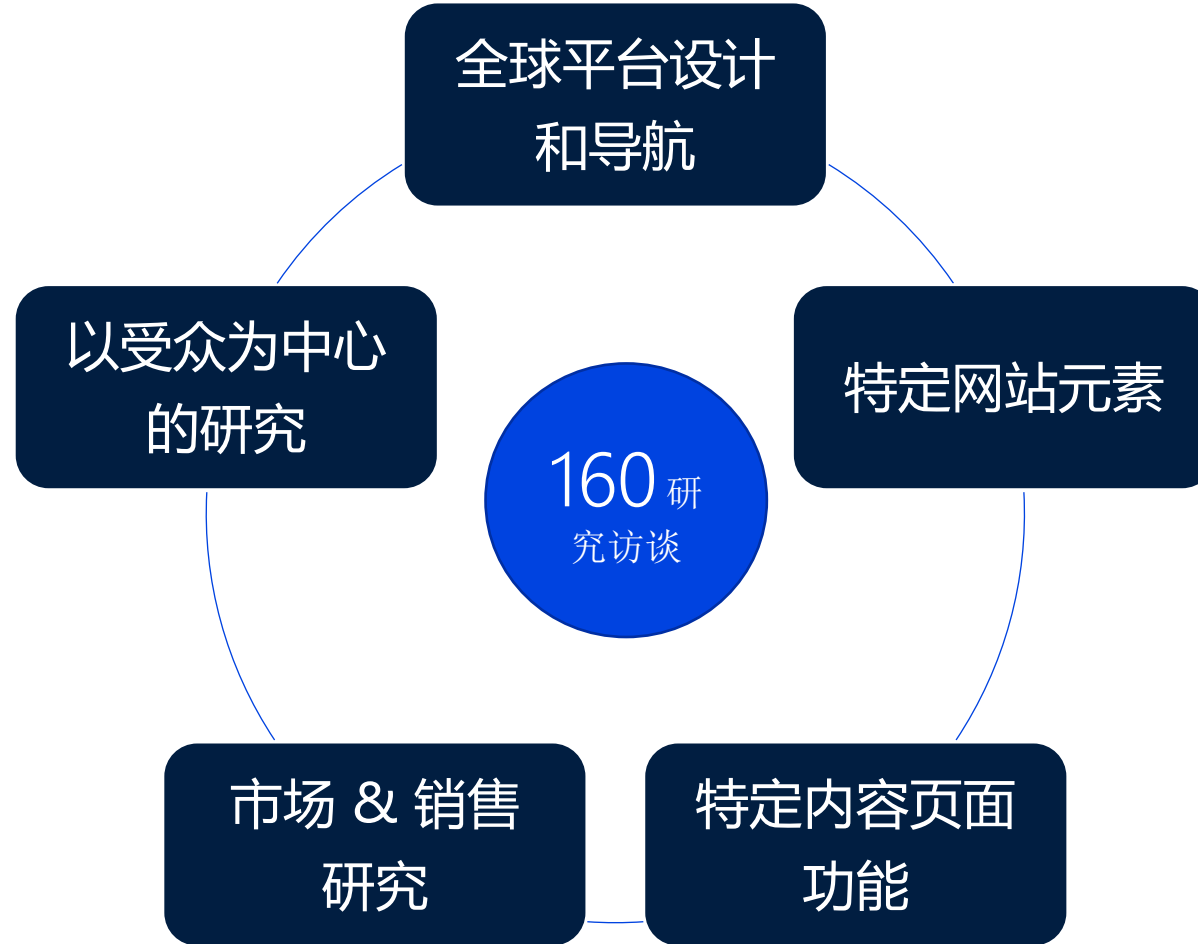 全球平台设计
和导航
以受众为中心
的研究
特定网站元素
160 研
究访谈
市场 & 销售
研究
特定内容页面
功能